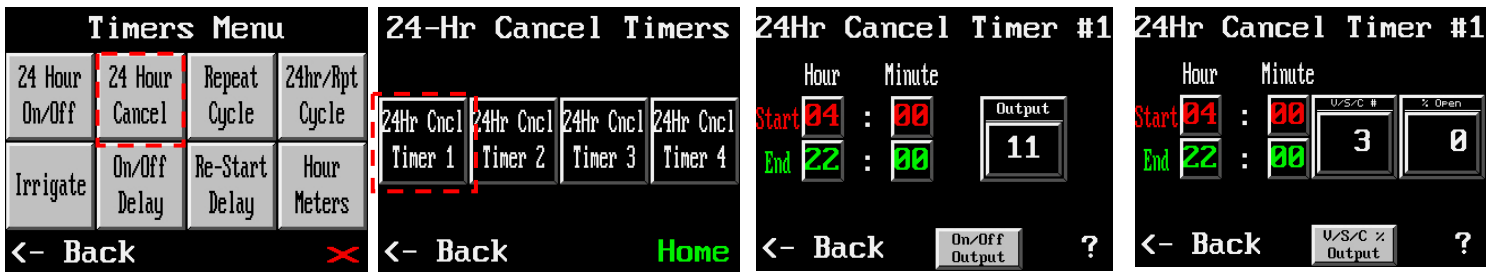 Timers Menu
24 Hour On/Off
24 Hour Cancel
Repeat Cycle
24hr/Rpt Cycle
Irrigate
On/Off Delay
Re-Start Delay
Hour Meters
<- Back
24-Hr Cancel Timers
24Hr Cncl Timer 1
24Hr Cncl Timer 2
24Hr Cncl Timer 3
24Hr Cncl Timer 4
<- Back Home
24Hr Cancel Timer #1
Hour Minute
Start 04 : 00
End 22 : 00
Output
11
<- Back
On/Off Output
?
24Hr Cancel Timer #1
Hour Minute
Start 04 : 00
End 22 : 00
V/S/C #
3
% Open
0
<- Back
V/S/C % Output
?